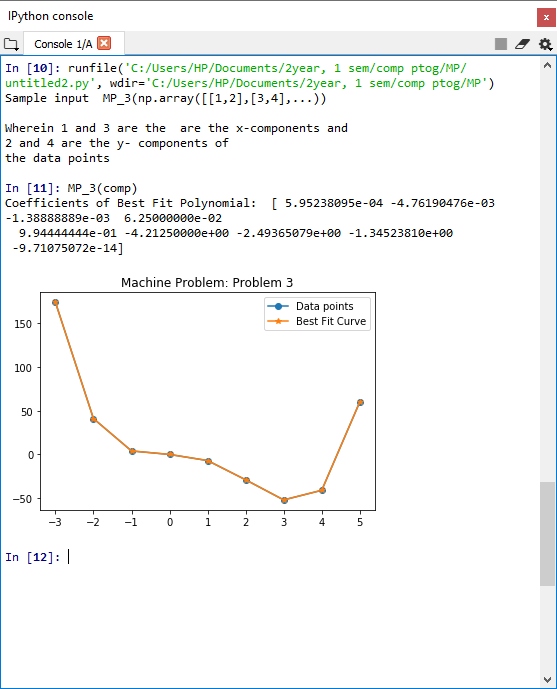 IPython console
Console 1/A
In [10]: runfile('C:/Users/HP/Documents/2year, 1 sem/comp ptog/MP/
untitled2.py', wdir='C:/Users/HP/Documents/2year, 1 sem/comp ptog/MP')
Sample input  MP_3(np.array([[1,2],[3,4],...))
Wherein 1 and 3 are the  are the x-components and
2 and 4 are the y- components of
the data points
In [11]: MP_3(comp)
Coefficients of Best Fit Polynomial:  [ 5.95238095e-04 -4.76190476e-03
-1.38888889e-03  6.25000000e-02
  9.94444444e-01 -4.21250000e+00 -2.49365079e+00 -1.34523810e+00
 -9.71075072e-14]
Machine Problem: Problem 3
Data points
Best Fit Curve
150
100
50
0
−50
−3 −2 −1 0 1 2 3 4 5
In [12]: